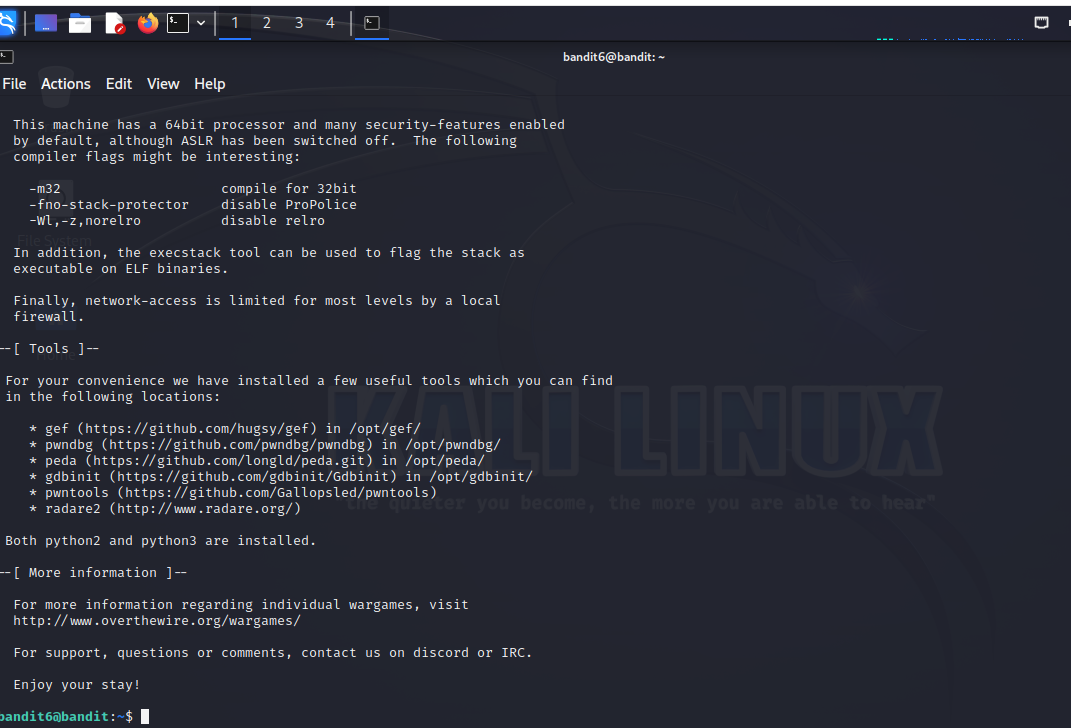 1 2 3 4
bandit6@bandit: ~
File Actions Edit View Help
This machine has a 64bit processor and many security-features enabled
by default, although ASLR has been switched off.  The following
compiler flags might be interesting:
-m32                    compile for 32bit
-fno-stack-protector    disable ProPolice
-Wl,-z,norelro          disable relro
File System
In addition, the execstack tool can be used to flag the stack as
executable on ELF binaries.
Finally, network-access is limited for most levels by a local
firewall.
--[ Tools ]--
For your convenience we have installed a few useful tools which you can find
in the following locations:
* gef (https://github.com/hugsy/gef) in /opt/gef/
* pwndbg (https://github.com/pwndbg/pwndbg) in /opt/pwndbg/
* peda (https://github.com/longld/peda.git) in /opt/peda/
* gdbinit (https://github.com/gdbinit/Gdbinit) in /opt/gdbinit/
* pwntools (https://github.com/Gallopsled/pwntools)
* radare2 (http://www.radare.org/)
KALI LINUX
"the quieter you become, the more you are able to hear"
Both python2 and python3 are installed.
--[ More information ]--
For more information regarding individual wargames, visit
http://www.overthewire.org/wargames/
For support, questions or comments, contact us on discord or IRC.
Enjoy your stay!
bandit6@bandit:~$